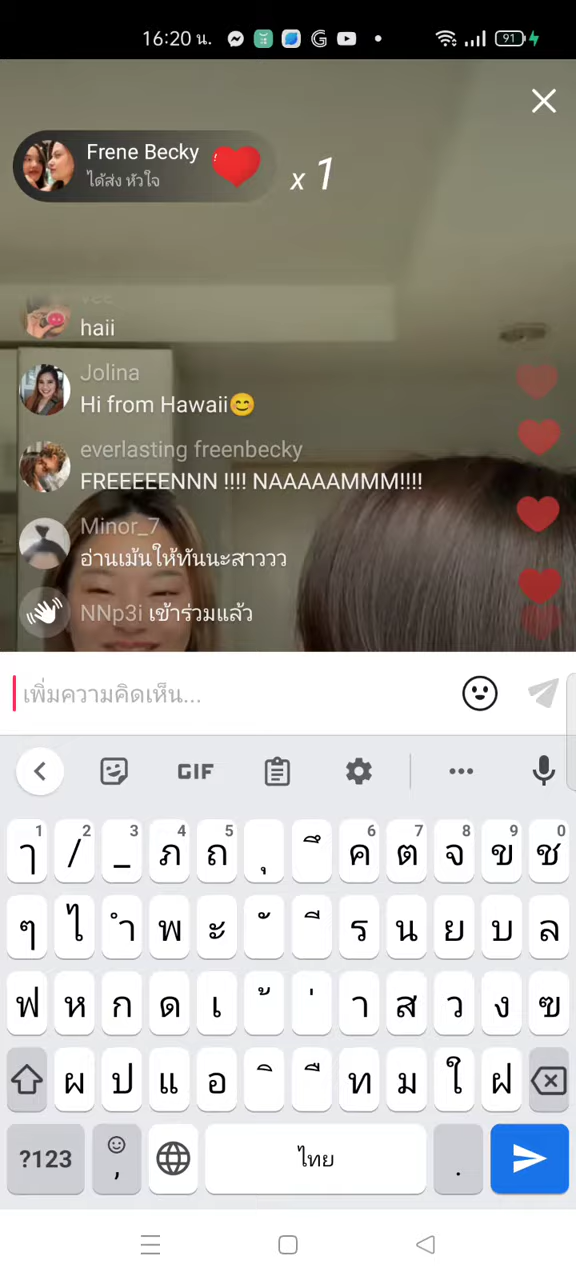 16:20 น.
91
Frene Becky
ได้ส่ง หัวใจ
x 1
haii
Jolina
Hi from Hawaii😊
everlasting freenbecky
FREEEEENNN !!!! NAAAAAMMM!!!!
Minor_7
อ่านเม้นให้ทันนะสาววว
NNp3i เข้าร่วมแล้ว
เพิ่มความคิดเห็น...
GIF
ๅ 1 / 2 _ 3 ภ 4 ถ 5 ุ ึ ค 6 ต 7 จ 8 ข 9 ช 0
ๆ ไ ำ พ ะ ั ี ร น ย บ ล
ฟ ห ก ด เ ้ ่ า ส ว ง ฃ
ผ ป แ อ ิ ื ท ม ใ ฝ
?123 , ไทย .